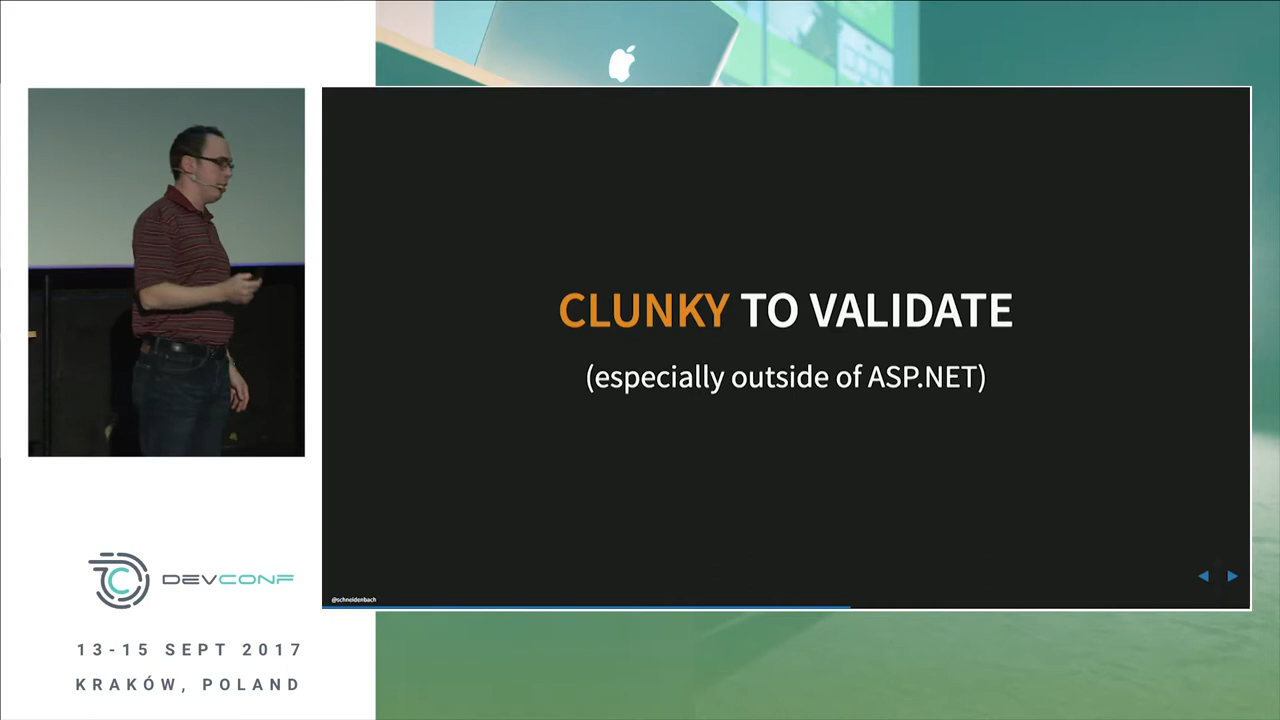 CLUNKY TO VALIDATE
(especially outside of ASP.NET)
@schneidenbach
DEVCONF
13-15 SEPT 2017
KRAKÓW, POLAND